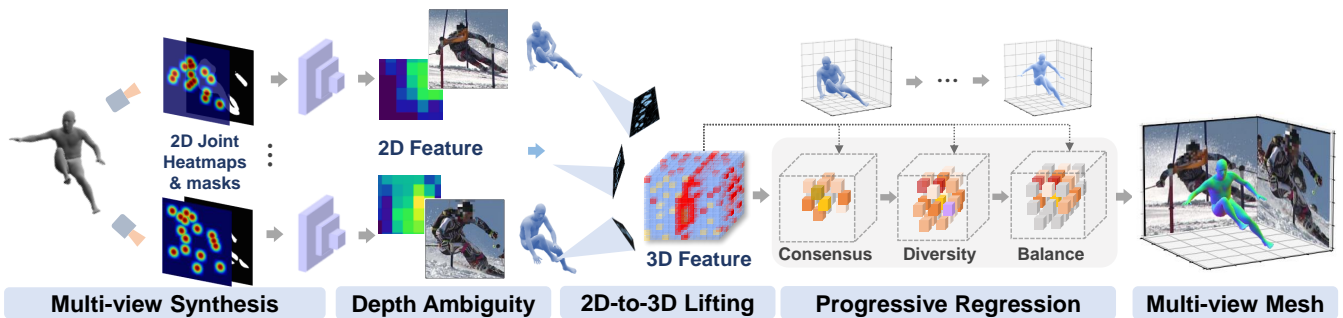 2D Joint
Heatmaps
& masks
2D Feature
3D Feature
Consensus
Diversity
Balance
Multi-view Synthesis
Depth Ambiguity
2D-to-3D Lifting
Progressive Regression
Multi-view Mesh